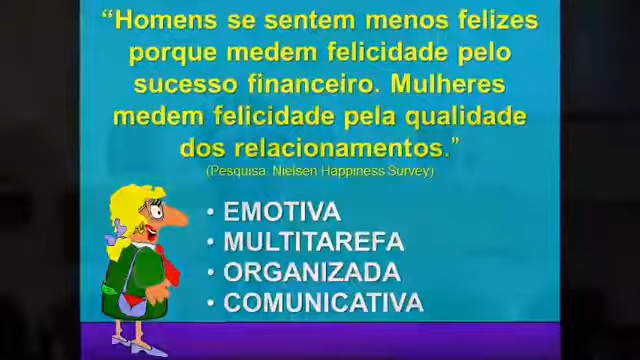 “Homens se sentem menos felizes
porque medem felicidade pelo
sucesso financeiro. Mulheres
medem felicidade pela qualidade
dos relacionamentos.”
(Pesquisa: Nielsen Happiness Survey)
• EMOTIVA
• MULTITAREFA
• ORGANIZADA
• COMUNICATIVA